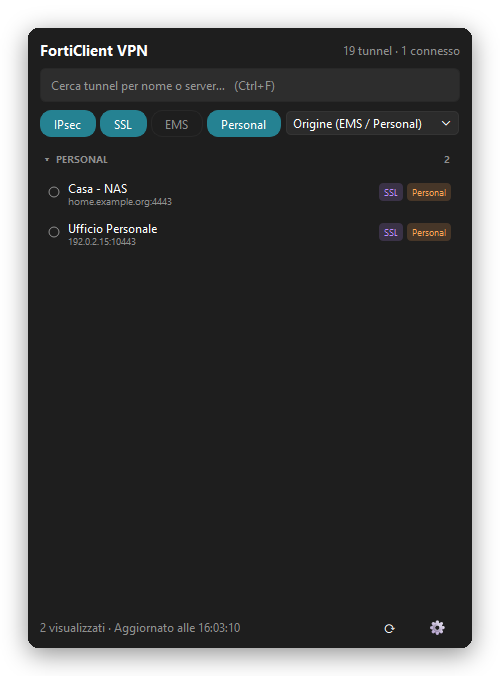 FortiClient VPN 19 tunnel · 1 connesso
Cerca tunnel per nome o server... (Ctrl+F)
IPsec SSL EMS Personal Origine (EMS / Personal)
PERSONAL 2
Casa - NAS SSL Personal
home.example.org:4443
Ufficio Personale SSL Personal
192.0.2.15:10443
2 visualizzati · Aggiornato alle 16:03:10